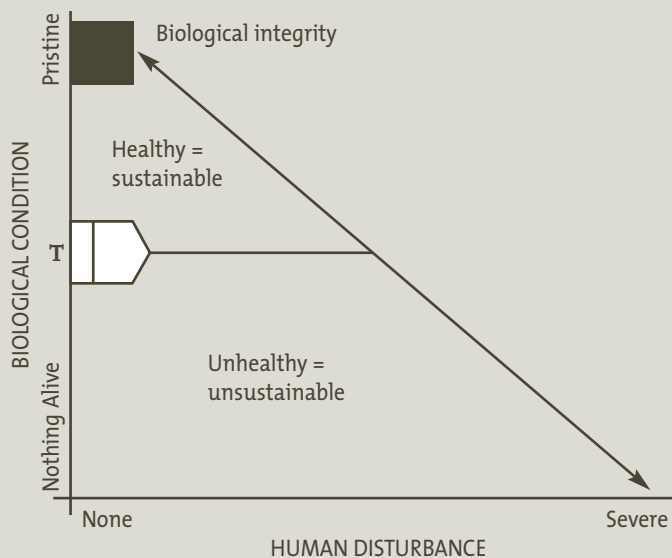 Pristine
Biological integrity
Healthy =
sustainable
BIOLOGICAL CONDITION
T
Unhealthy =
unsustainable
Nothing Alive
None
Severe
HUMAN DISTURBANCE